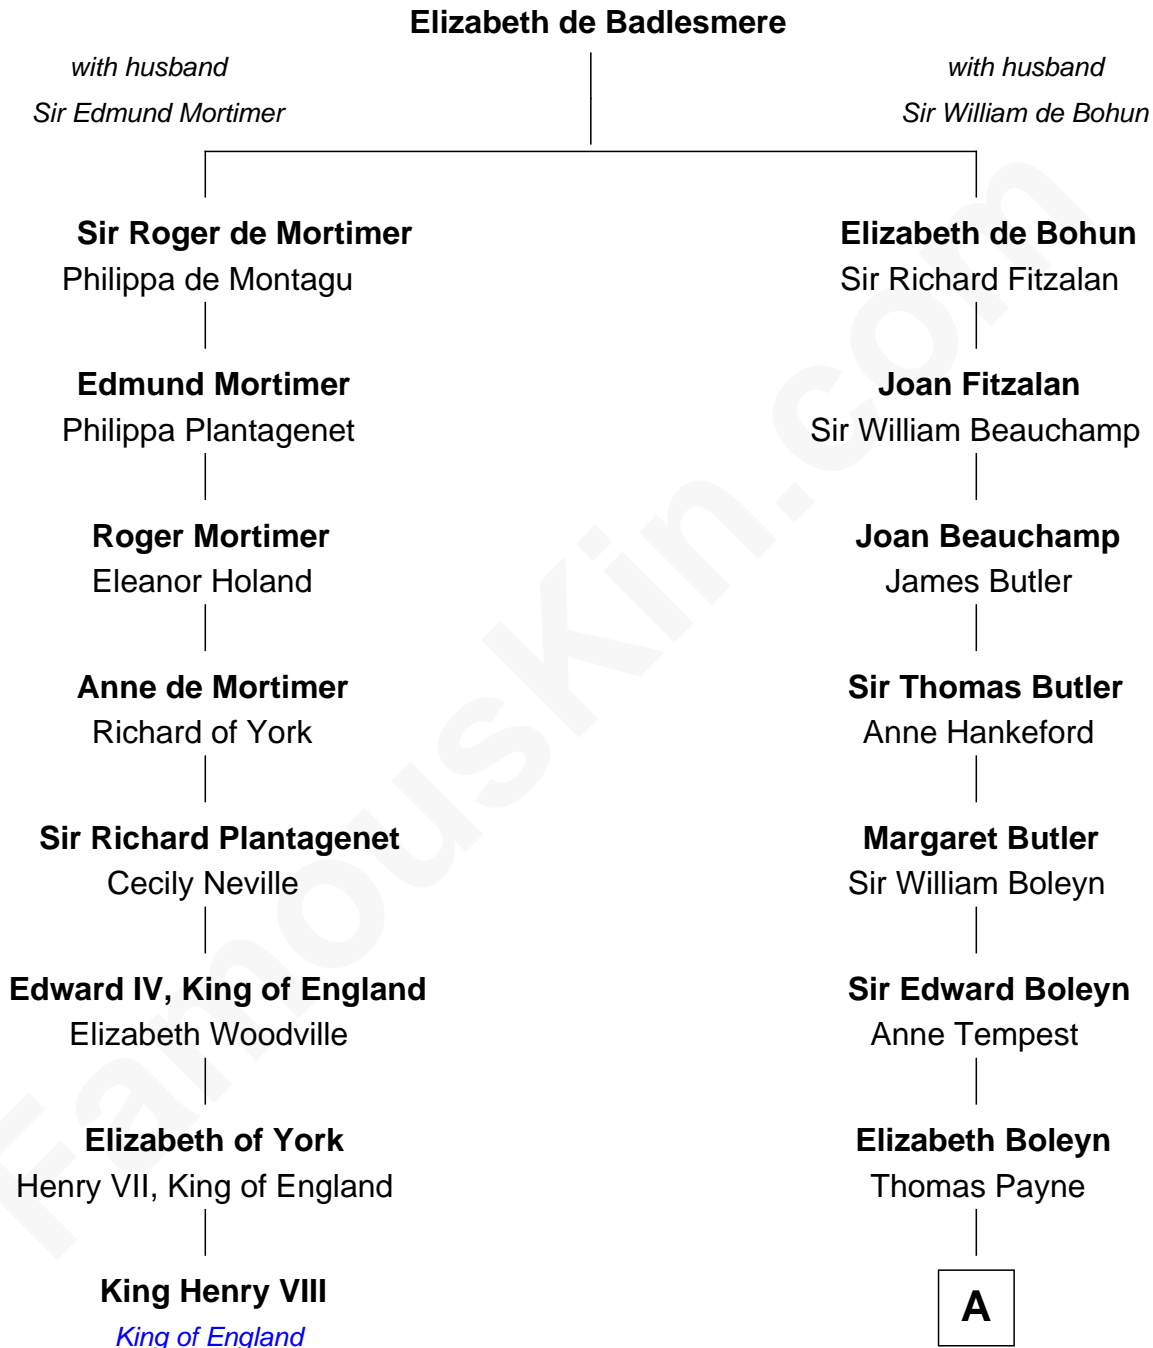 Elizabeth de Badlesmere
with husband
Sir Edmund Mortimer
with husband
Sir William de Bohun
Sir Roger de Mortimer
Philippa de Montagu
Elizabeth de Bohun
Sir Richard Fitzalan
Edmund Mortimer
Philippa Plantagenet
Joan Fitzalan
Sir William Beauchamp
Roger Mortimer
Eleanor Holand
Joan Beauchamp
James Butler
Anne de Mortimer
Richard of York
Sir Thomas Butler
Anne Hankeford
Sir Richard Plantagenet
Cecily Neville
Margaret Butler
Sir William Boleyn
Edward IV, King of England
Elizabeth Woodville
Sir Edward Boleyn
Anne Tempest
Elizabeth of York
Henry VII, King of England
Elizabeth Boleyn
Thomas Payne
King Henry VIII
King of England
A
FamousKin.com